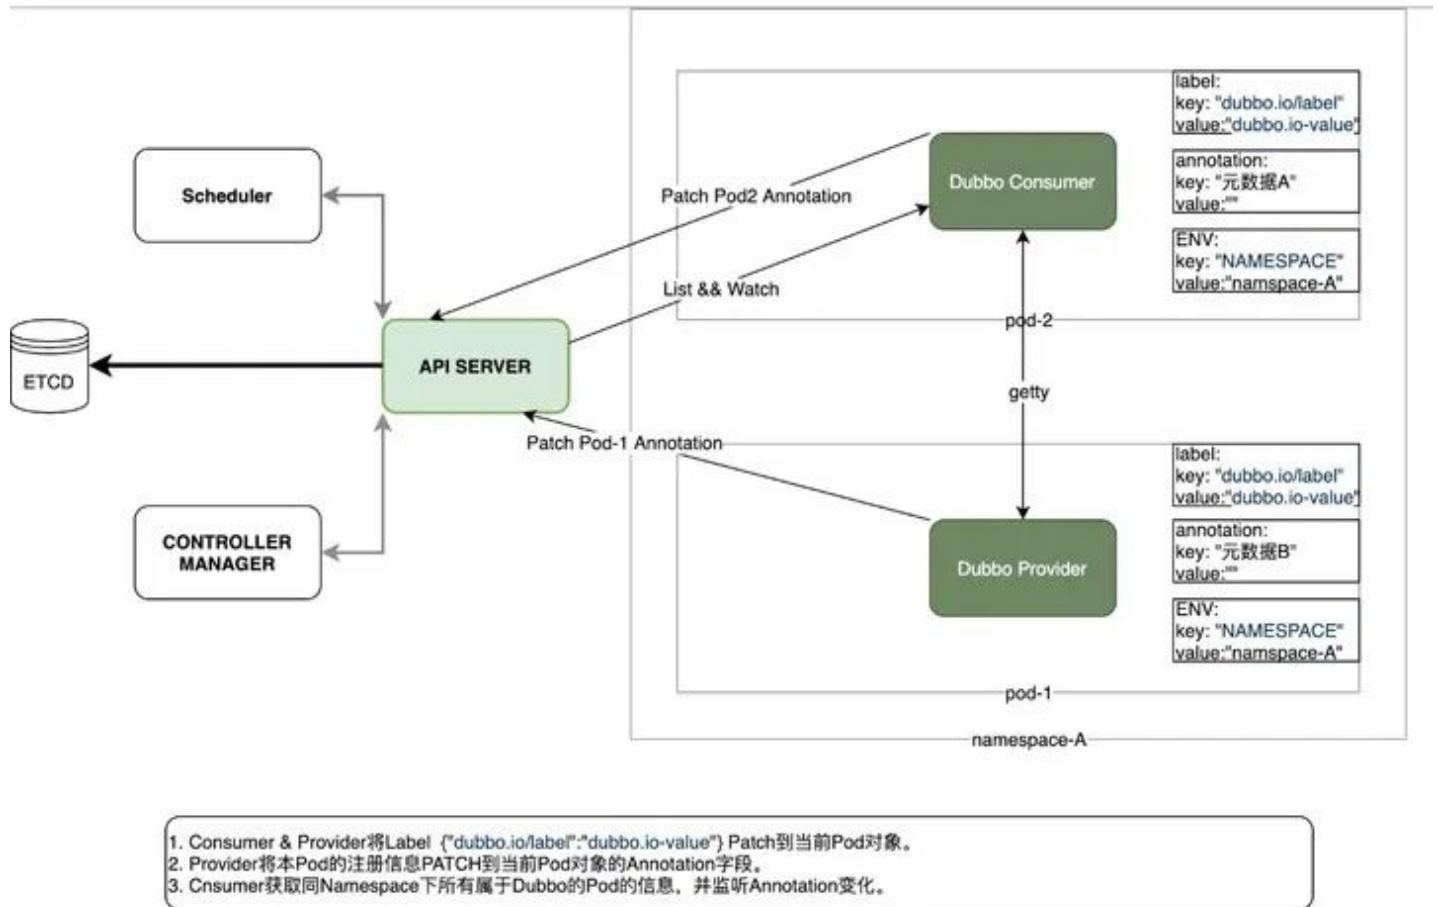 label:
key: "dubbo.io/label"
value:"dubbo.io-value"
annotation:
key: "元数据A"
value:""
ENV:
key: "NAMESPACE"
value:"namspace-A"
Dubbo Consumer
Scheduler
Patch Pod2 Annotation
List && Watch
pod-2
API SERVER
ETCD
getty
Patch Pod-1 Annotation
label:
key: "dubbo.io/label"
value:"dubbo.io-value"
annotation:
key: "元数据B"
value:""
ENV:
key: "NAMESPACE"
value:"namspace-A"
CONTROLLER
MANAGER
Dubbo Provider
pod-1
namespace-A
1. Consumer & Provider将Label {"dubbo.io/label":"dubbo.io-value"} Patch到当前Pod对象。
2. Provider将本Pod的注册信息PATCH到当前Pod对象的Annotation字段。
3. Cnsumer获取同Namespace下所有属于Dubbo的Pod的信息，并监听Annotation变化。